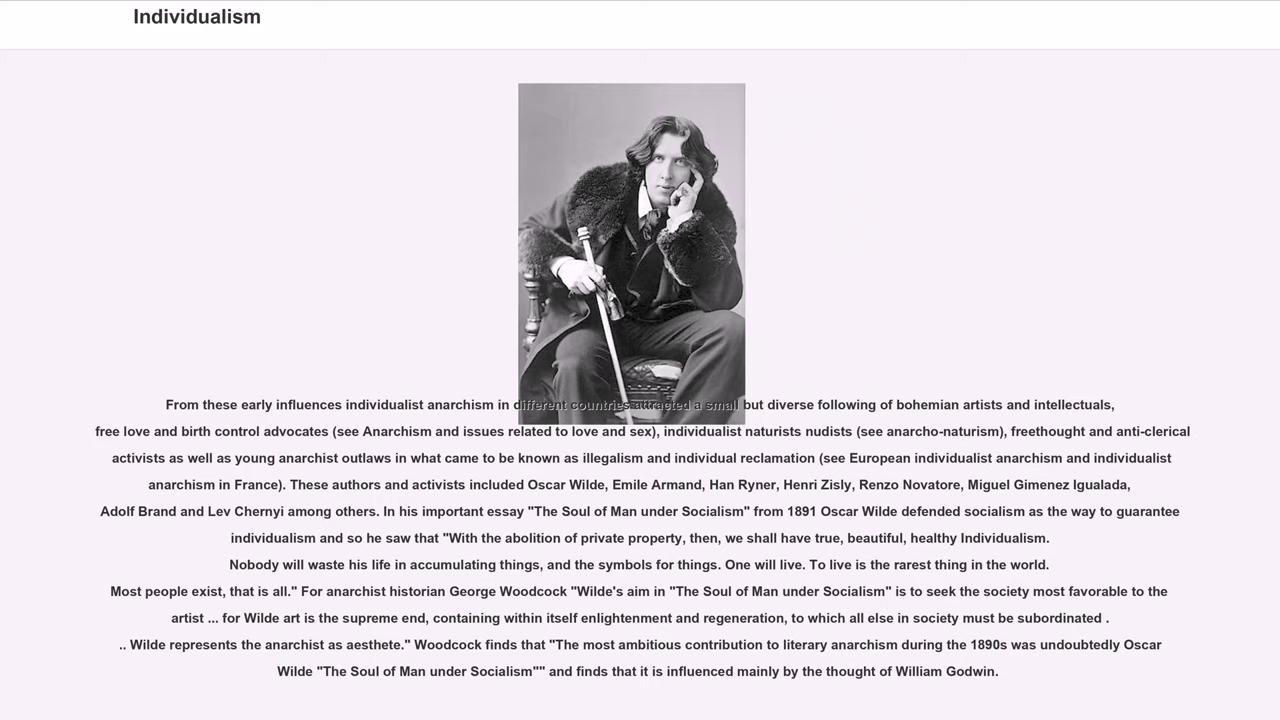 Individualism
From these early influences individualist anarchism in different countries attracted a small but diverse following of bohemian artists and intellectuals,
free love and birth control advocates (see Anarchism and issues related to love and sex), individualist naturists nudists (see anarcho-naturism), freethought and anti-clerical
activists as well as young anarchist outlaws in what came to be known as illegalism and individual reclamation (see European individualist anarchism and individualist
anarchism in France). These authors and activists included Oscar Wilde, Emile Armand, Han Ryner, Henri Zisly, Renzo Novatore, Miguel Gimenez Igualada,
Adolf Brand and Lev Chernyi among others. In his important essay "The Soul of Man under Socialism" from 1891 Oscar Wilde defended socialism as the way to guarantee
individualism and so he saw that "With the abolition of private property, then, we shall have true, beautiful, healthy Individualism.
Nobody will waste his life in accumulating things, and the symbols for things. One will live. To live is the rarest thing in the world.
Most people exist, that is all." For anarchist historian George Woodcock "Wilde's aim in "The Soul of Man under Socialism" is to seek the society most favorable to the
artist ... for Wilde art is the supreme end, containing within itself enlightenment and regeneration, to which all else in society must be subordinated .
.. Wilde represents the anarchist as aesthete." Woodcock finds that "The most ambitious contribution to literary anarchism during the 1890s was undoubtedly Oscar
Wilde "The Soul of Man under Socialism"" and finds that it is influenced mainly by the thought of William Godwin.